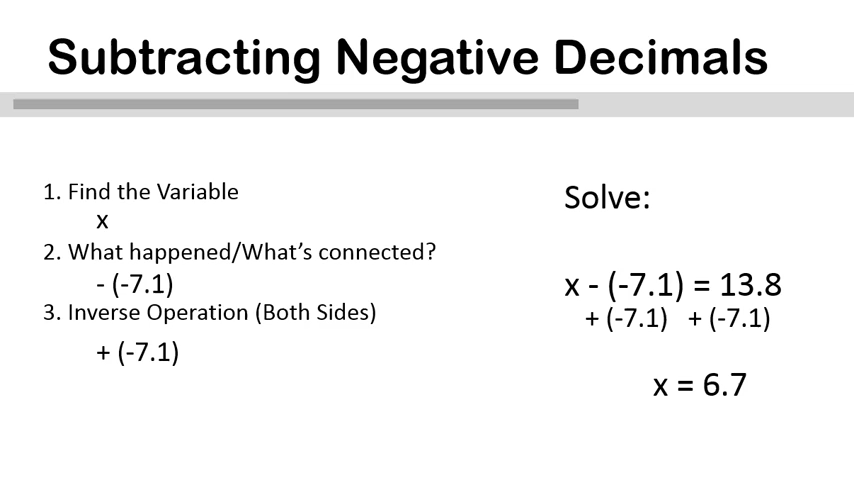 Subtracting Negative Decimals
1. Find the Variable
x
2. What happened/What's connected?
- (-7.1)
3. Inverse Operation (Both Sides)
+ (-7.1)
Solve:
x - (-7.1) = 13.8
+ (-7.1) + (-7.1)
x = 6.7